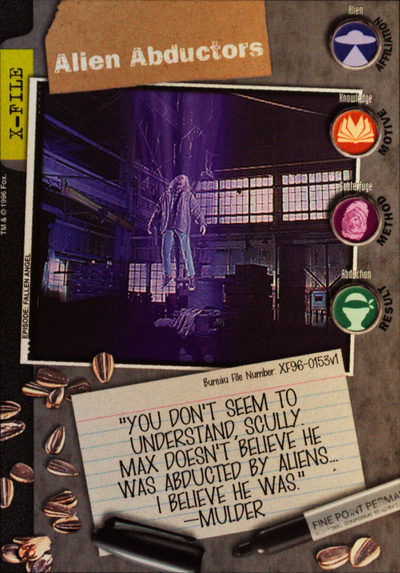 Alien Abductors
X-FILE
TM & © 1996 Fox.
EPISODE: FALLEN ANGEL
Alien
AFFILIATION
Knowledge
MOTIVE
Subterfuge
METHOD
Abduction
RESULT
Bureau File Number: XF96-0153v1
"YOU DON'T SEEM TO
UNDERSTAND, SCULLY.
MAX DOESN'T BELIEVE HE
WAS ABDUCTED BY ALIENS...
I BELIEVE HE WAS."
—MULDER
FINE POINT PERMA